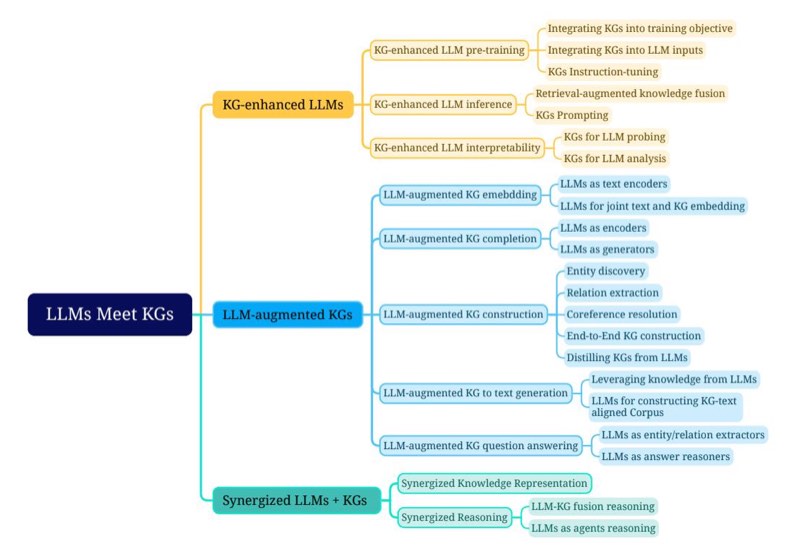 LLMs Meet KGs
KG-enhanced LLMs
KG-enhanced LLM pre-training
Integrating KGs into training objective
Integrating KGs into LLM inputs
KGs Instruction-tuning
KG-enhanced LLM inference
Retrieval-augmented knowledge fusion
KGs Prompting
KG-enhanced LLM interpretability
KGs for LLM probing
KGs for LLM analysis
LLM-augmented KGs
LLM-augmented KG emebdding
LLMs as text encoders
LLMs for joint text and KG embedding
LLM-augmented KG completion
LLMs as encoders
LLMs as generators
LLM-augmented KG construction
Entity discovery
Relation extraction
Coreference resolution
End-to-End KG construction
Distilling KGs from LLMs
LLM-augmented KG to text generation
Leveraging knowledge from LLMs
LLMs for constructing KG-text
aligned Corpus
LLM-augmented KG question answering
LLMs as entity/relation extractors
LLMs as answer reasoners
Synergized LLMs + KGs
Synergized Knowledge Representation
Synergized Reasoning
LLM-KG fusion reasoning
LLMs as agents reasoning